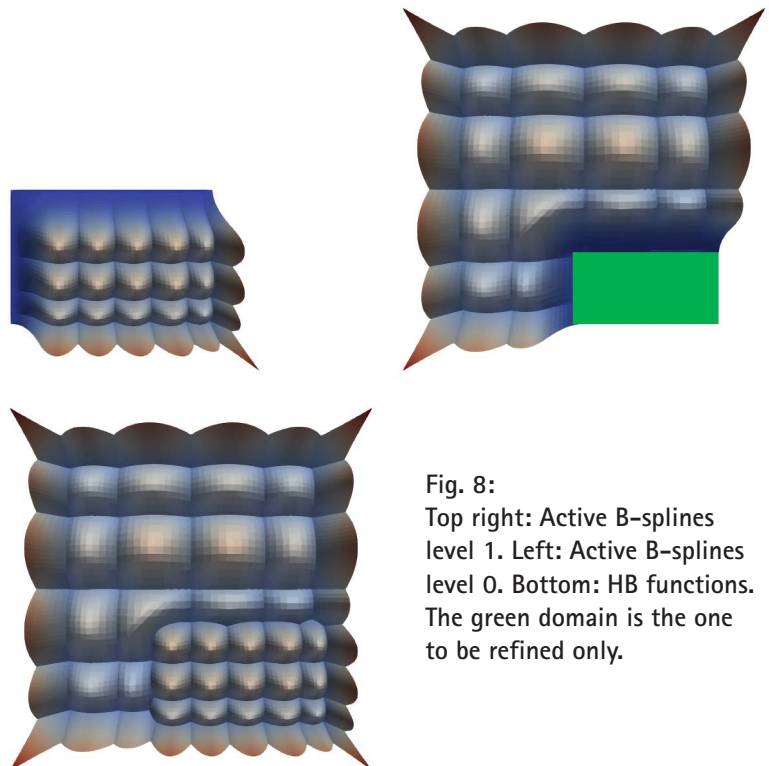 Fig. 8:
Top right: Active B-splines
level 1. Left: Active B-splines
level 0. Bottom: HB functions.
The green domain is the one
to be refined only.